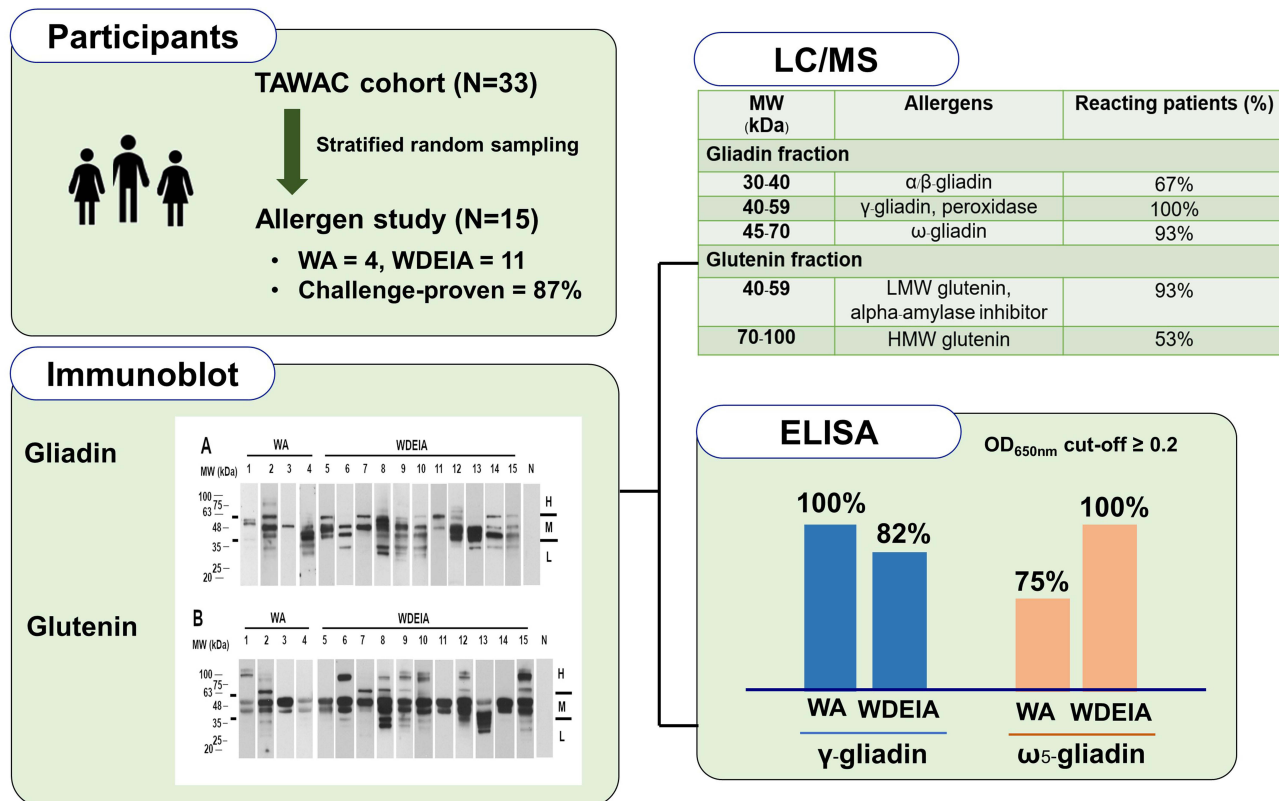 Participants
TAWAC cohort (N=33)
Stratified random sampling
Allergen study (N=15)
• WA = 4, WDEIA = 11
• Challenge-proven = 87%
Immunoblot
Gliadin
A
WA
WDEIA
MW (kDa)
1 2 3 4 5 6 7 8 9 10 11 12 13 14 15 N
100
75
63
48
35
25
20
H
M
L
Glutenin
B
WA
WDEIA
MW (kDa)
1 2 3 4 5 6 7 8 9 10 11 12 13 14 15 N
100
75
63
48
35
25
20
H
M
L
LC/MS
MW (kDa) Allergens Reacting patients (%)
Gliadin fraction
30-40 α/β-gliadin 67%
40-59 γ-gliadin, peroxidase 100%
45-70 ω-gliadin 93%
Glutenin fraction
40-59 LMW glutenin, alpha-amylase inhibitor 93%
70-100 HMW glutenin 53%
ELISA
OD650nm cut-off ≥ 0.2
100%
82%
75%
100%
WA WDEIA WA WDEIA
γ-gliadin ω5-gliadin